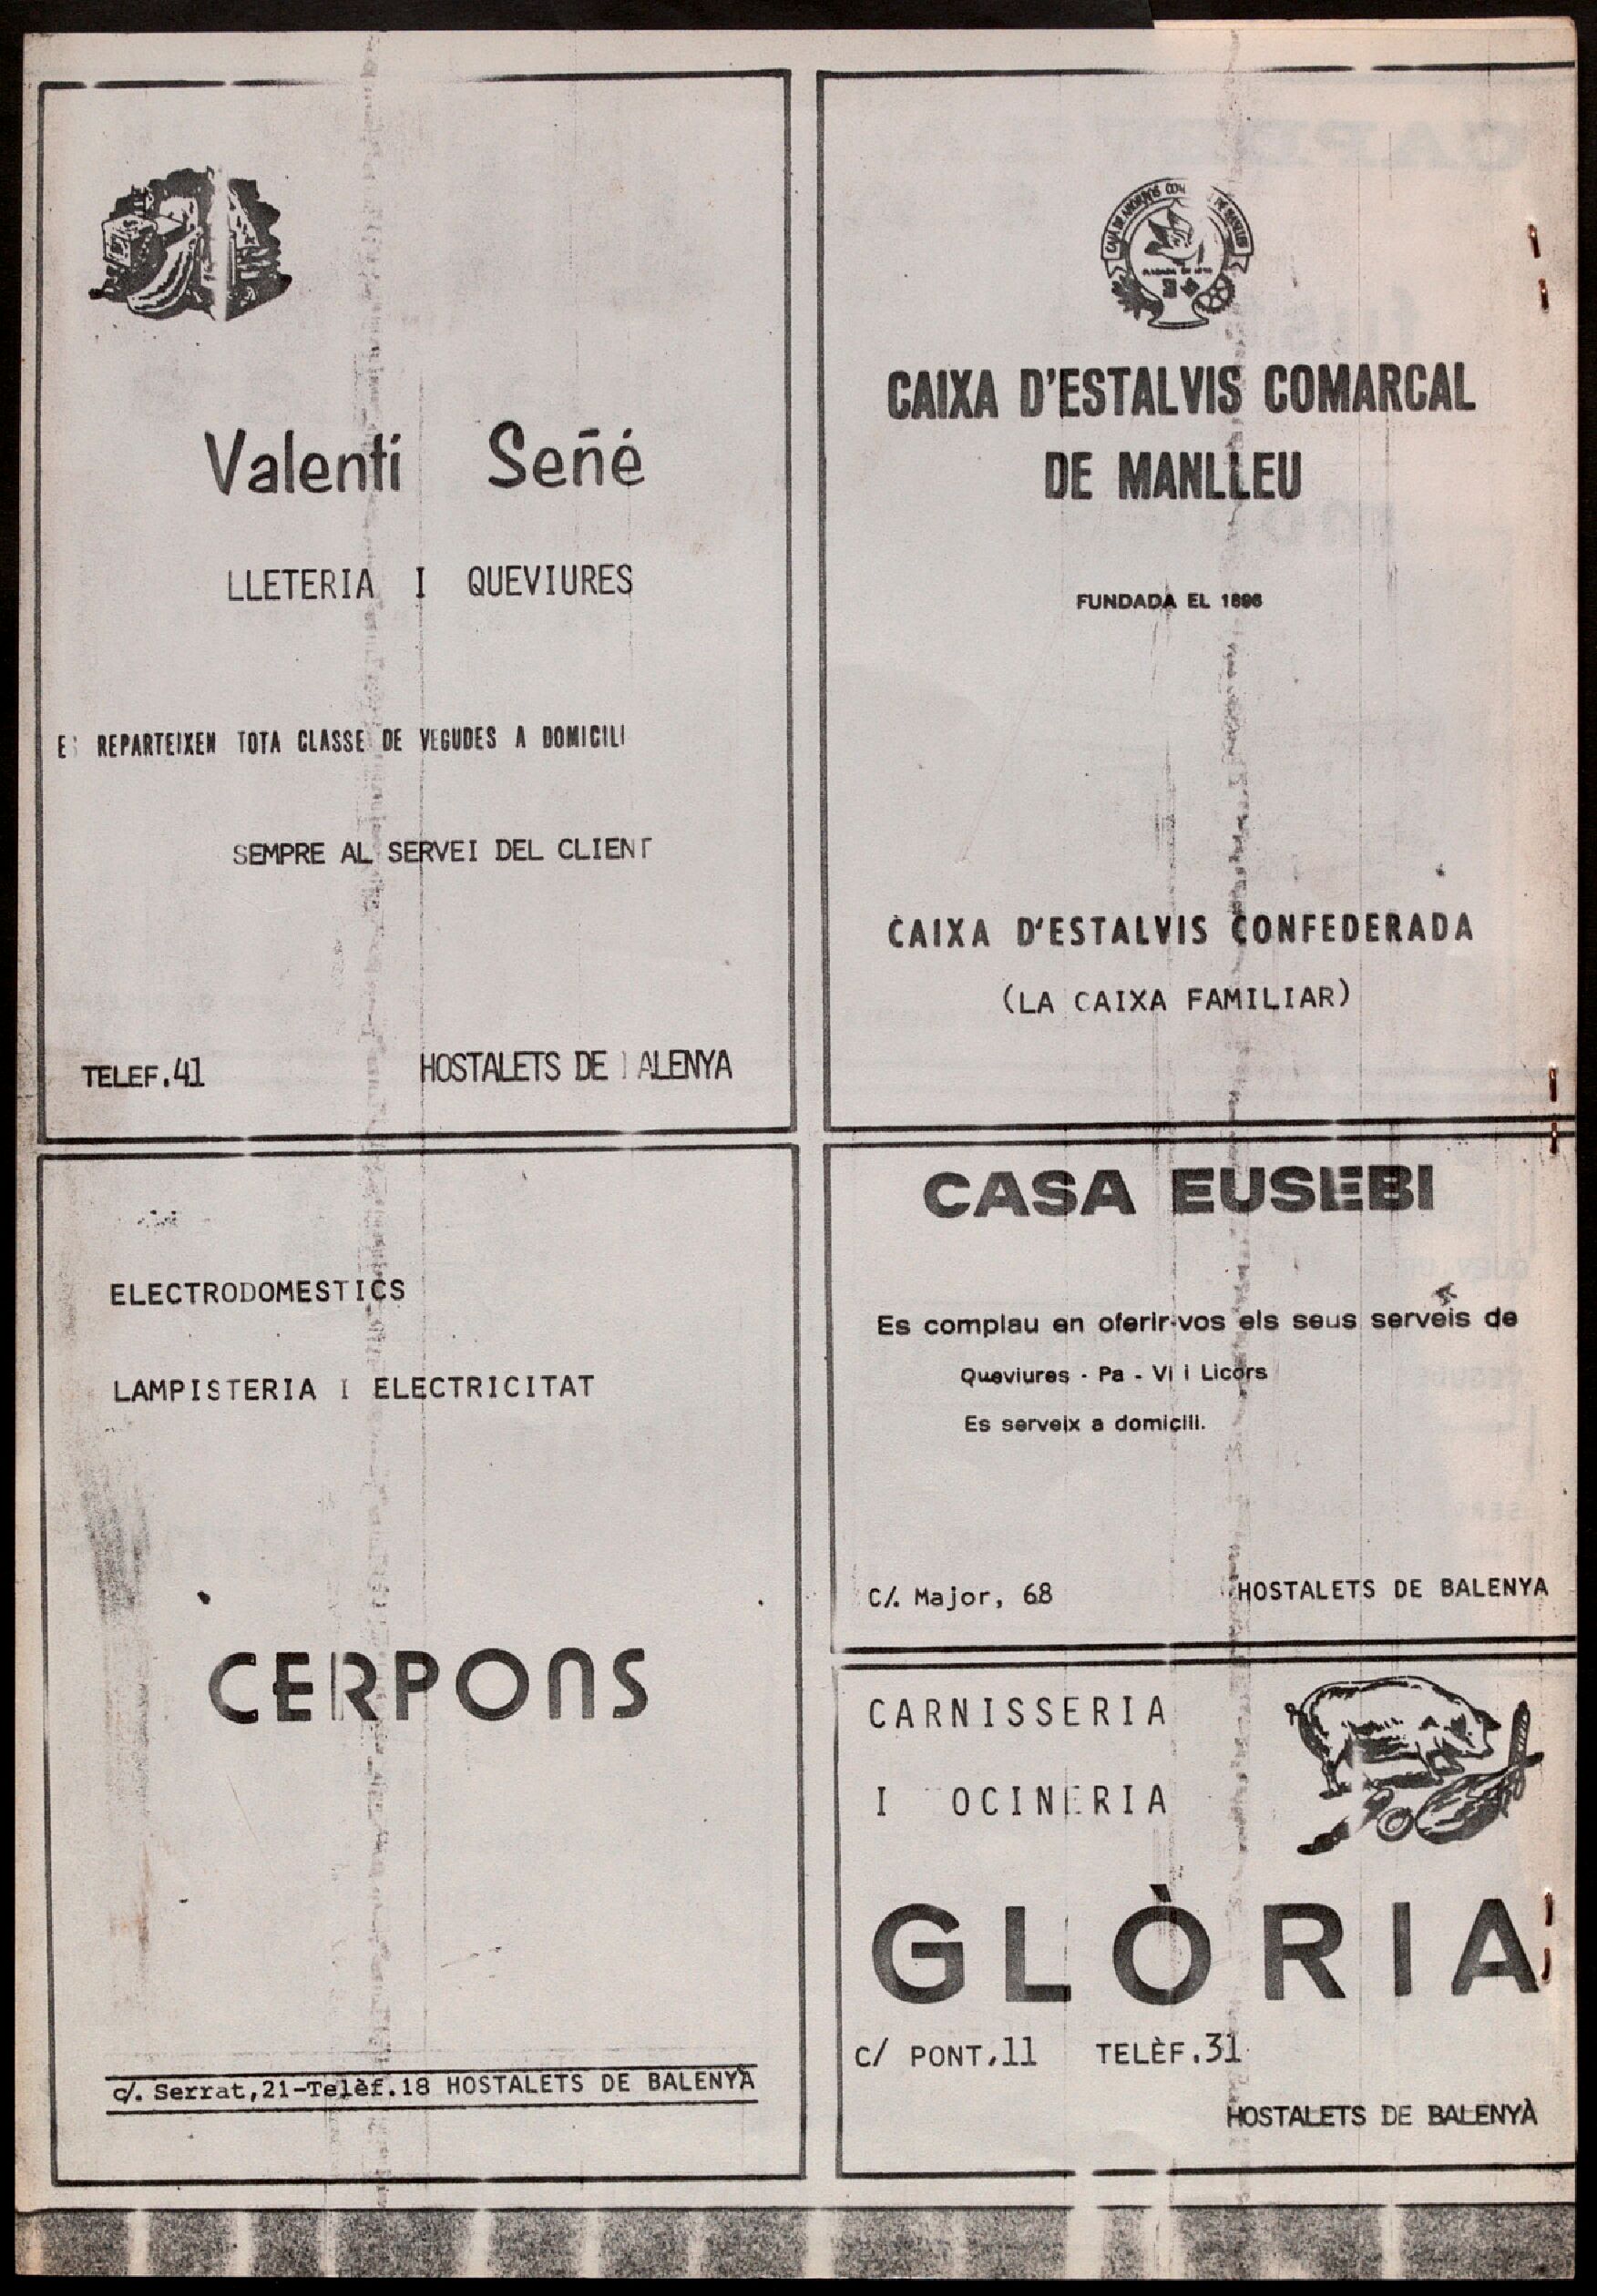 Valentí Señé
LLETERIA I QUEVIURES
REPARTEIXEN TOTA CLASSE DE VEGUDES A DOMICILI
SEMPRE AL SERVEI DEL CLIENT
TELEF.41 HOSTALETS DE ALENYA
CAIXA D'ESTALVIS COMARCAL
DE MANLLEU
FUNDADA EL 1896
CAIXA D'ESTALVIS CONFEDERADA
(LA CAIXA FAMILIAR)
ELECTRODOMESTICS
LAMPISTERIA I ELECTRICITAT
CERPONS
c/. Serrat,21-Telèf.18 HOSTALETS DE BALENYÀ
CASA EUSEBI
Es complau en oferir-vos els seus serveis de
Queviures - Pa - Vi i Licors
Es serveix a domicili.
C/. Major, 68 HOSTALETS DE BALENYA
CARNISSERIA
I OCINERIA
GLÒRIA
C/ PONT,11 TELÈF.31
HOSTALETS DE BALENYÀ